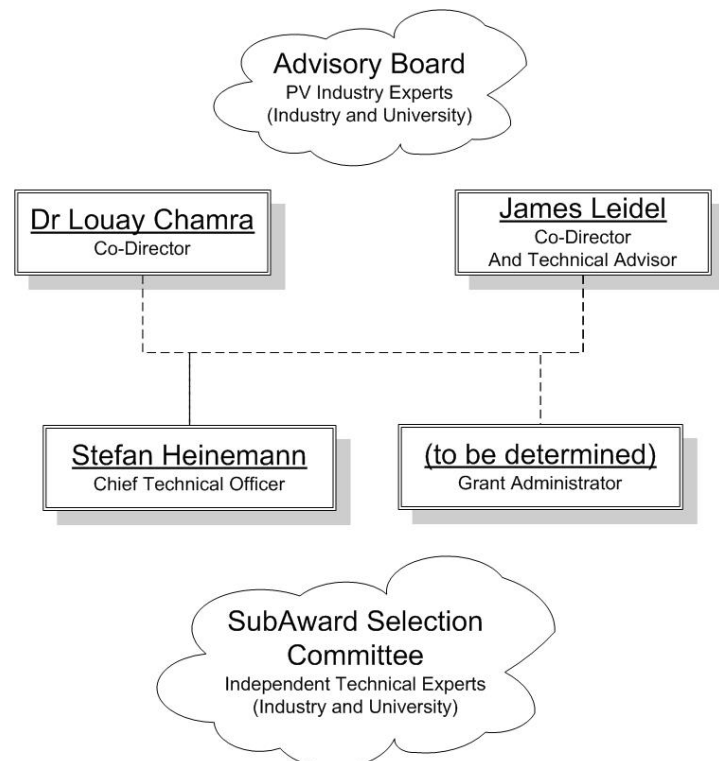 Advisory Board
PV Industry Experts
(Industry and University)
Dr Louay Chamra
Co-Director
James Leidel
Co-Director
And Technical Advisor
Stefan Heinemann
Chief Technical Officer
(to be determined)
Grant Administrator
SubAward Selection
Committee
Independent Technical Experts
(Industry and University)